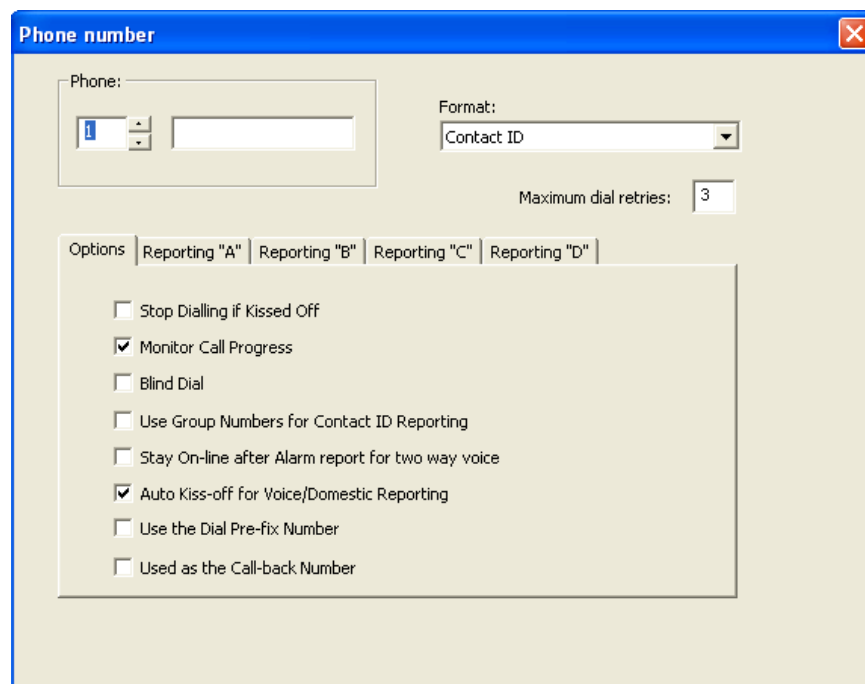 Phone number
Phone:
1
Format:
Contact ID
Maximum dial retries: 3
Options Reporting "A" Reporting "B" Reporting "C" Reporting "D"
Stop Dialling if Kissed Off
Monitor Call Progress
Blind Dial
Use Group Numbers for Contact ID Reporting
Stay On-line after Alarm report for two way voice
Auto Kiss-off for Voice/Domestic Reporting
Use the Dial Pre-fix Number
Used as the Call-back Number